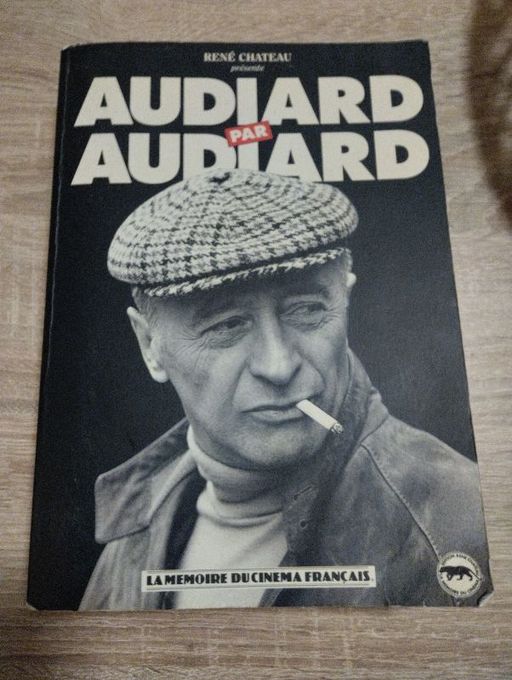 RENÉ CHATEAU
présente
AUDIARD
PAR
AUDIARD
LA MEMOIRE DU CINEMA FRANÇAIS